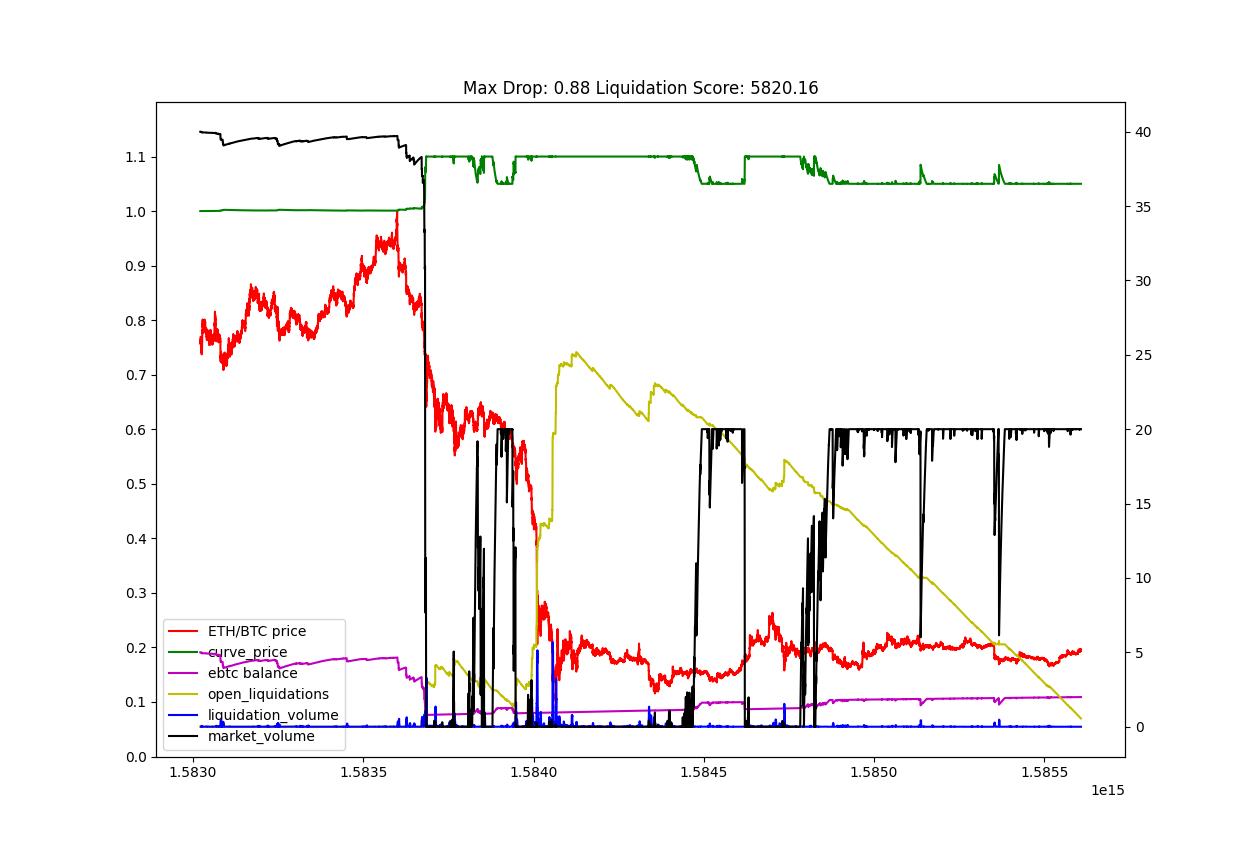 Max Drop: 0.88 Liquidation Score: 5820.16
1.1
1.0
0.9
0.8
0.7
0.6
0.5
0.4
0.3
0.2
0.1
0.0
40
35
30
25
20
15
10
5
0
ETH/BTC price
curve_price
ebtc balance
open_liquidations
liquidation_volume
market_volume
1.5830 1.5835 1.5840 1.5845 1.5850 1.5855
1e15